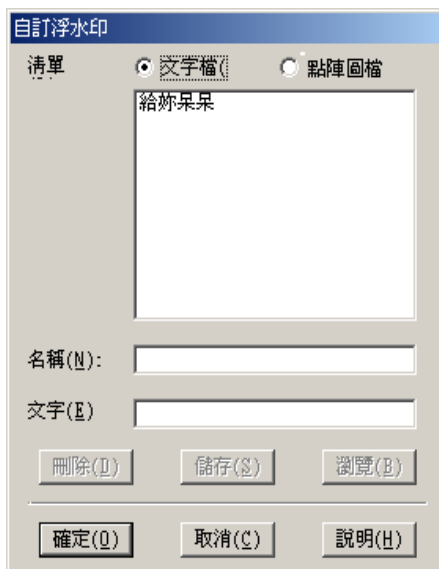 自訂浮水印
清單 文字檔( 點陣圖檔
給妳呆呆
名稱(N):
文字(E)
刪除(D) 儲存(S) 瀏覽(B)
確定(O) 取消(C) 說明(H)